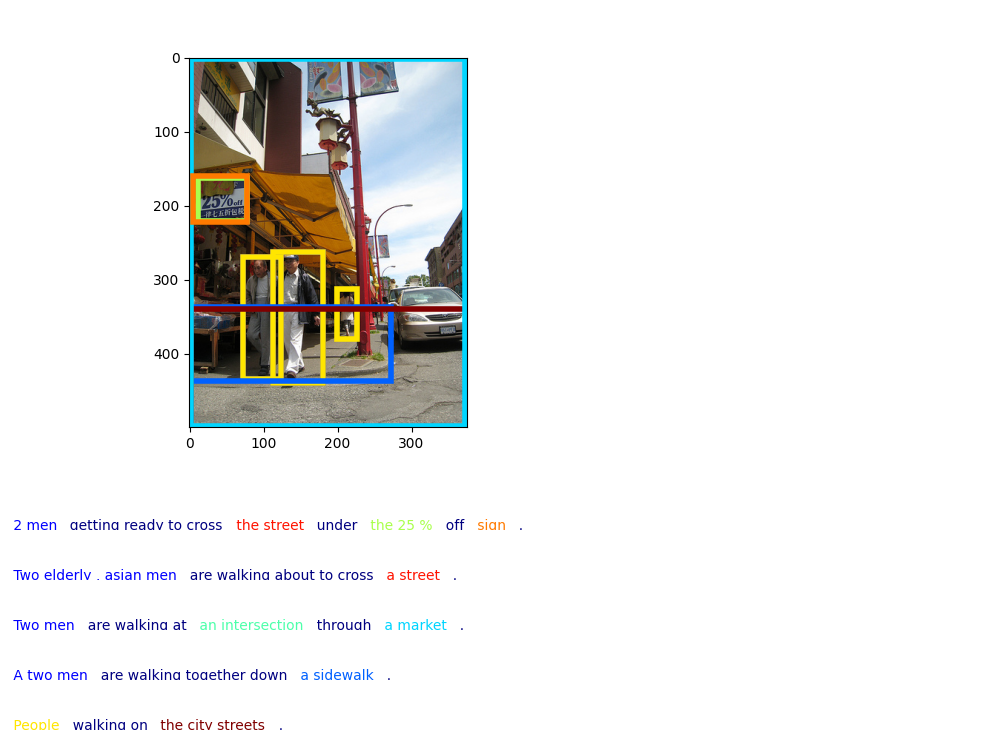 0
100
200
300
400
25% off
0 100 200 300
2 men getting ready to cross the street under the 25 % off sign .
Two elderly , asian men are walking about to cross a street .
Two men are walking at an intersection through a market .
A two men are walking together down a sidewalk .
People walking on the city streets .